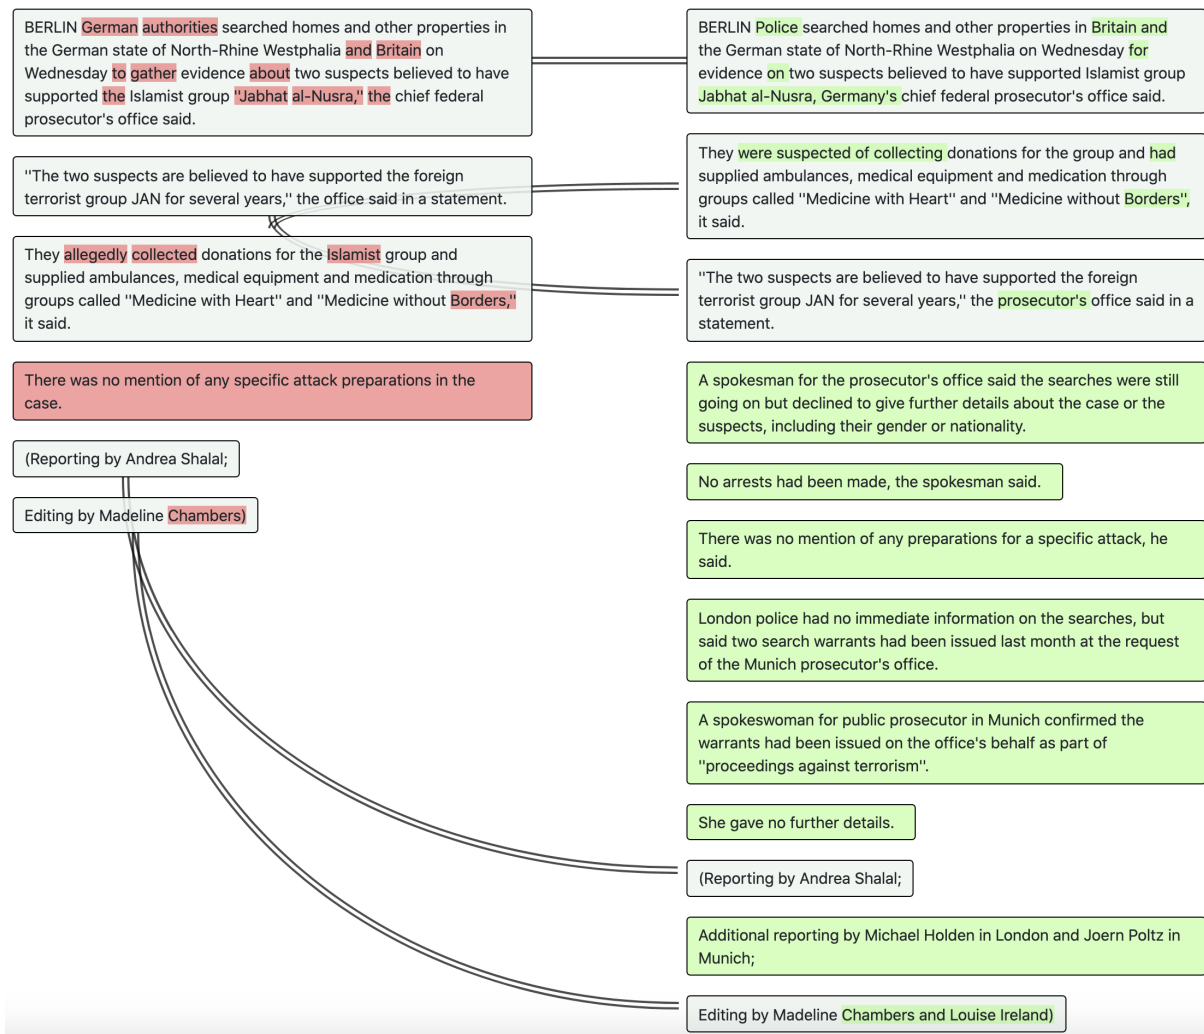 BERLIN German authorities searched homes and other properties in
the German state of North-Rhine Westphalia and Britain on
Wednesday to gather evidence about two suspects believed to have
supported the Islamist group "Jabhat al-Nusra," the chief federal
prosecutor's office said.
"The two suspects are believed to have supported the foreign
terrorist group JAN for several years," the office said in a statement.
They allegedly collected donations for the Islamist group and
supplied ambulances, medical equipment and medication through
groups called "Medicine with Heart" and "Medicine without Borders,"
it said.
There was no mention of any specific attack preparations in the
case.
(Reporting by Andrea Shalal;
Editing by Madeline Chambers)
BERLIN Police searched homes and other properties in Britain and
the German state of North-Rhine Westphalia on Wednesday for
evidence on two suspects believed to have supported Islamist group
Jabhat al-Nusra, Germany's chief federal prosecutor's office said.
They were suspected of collecting donations for the group and had
supplied ambulances, medical equipment and medication through
groups called "Medicine with Heart" and "Medicine without Borders",
it said.
"The two suspects are believed to have supported the foreign
terrorist group JAN for several years," the prosecutor's office said in a
statement.
A spokesman for the prosecutor's office said the searches were still
going on but declined to give further details about the case or the
suspects, including their gender or nationality.
No arrests had been made, the spokesman said.
There was no mention of any preparations for a specific attack, he
said.
London police had no immediate information on the searches, but
said two search warrants had been issued last month at the request
of the Munich prosecutor's office.
A spokeswoman for public prosecutor in Munich confirmed the
warrants had been issued on the office's behalf as part of
"proceedings against terrorism".
She gave no further details.
(Reporting by Andrea Shalal;
Additional reporting by Michael Holden in London and Joern Poltz in
Munich;
Editing by Madeline Chambers and Louise Ireland)